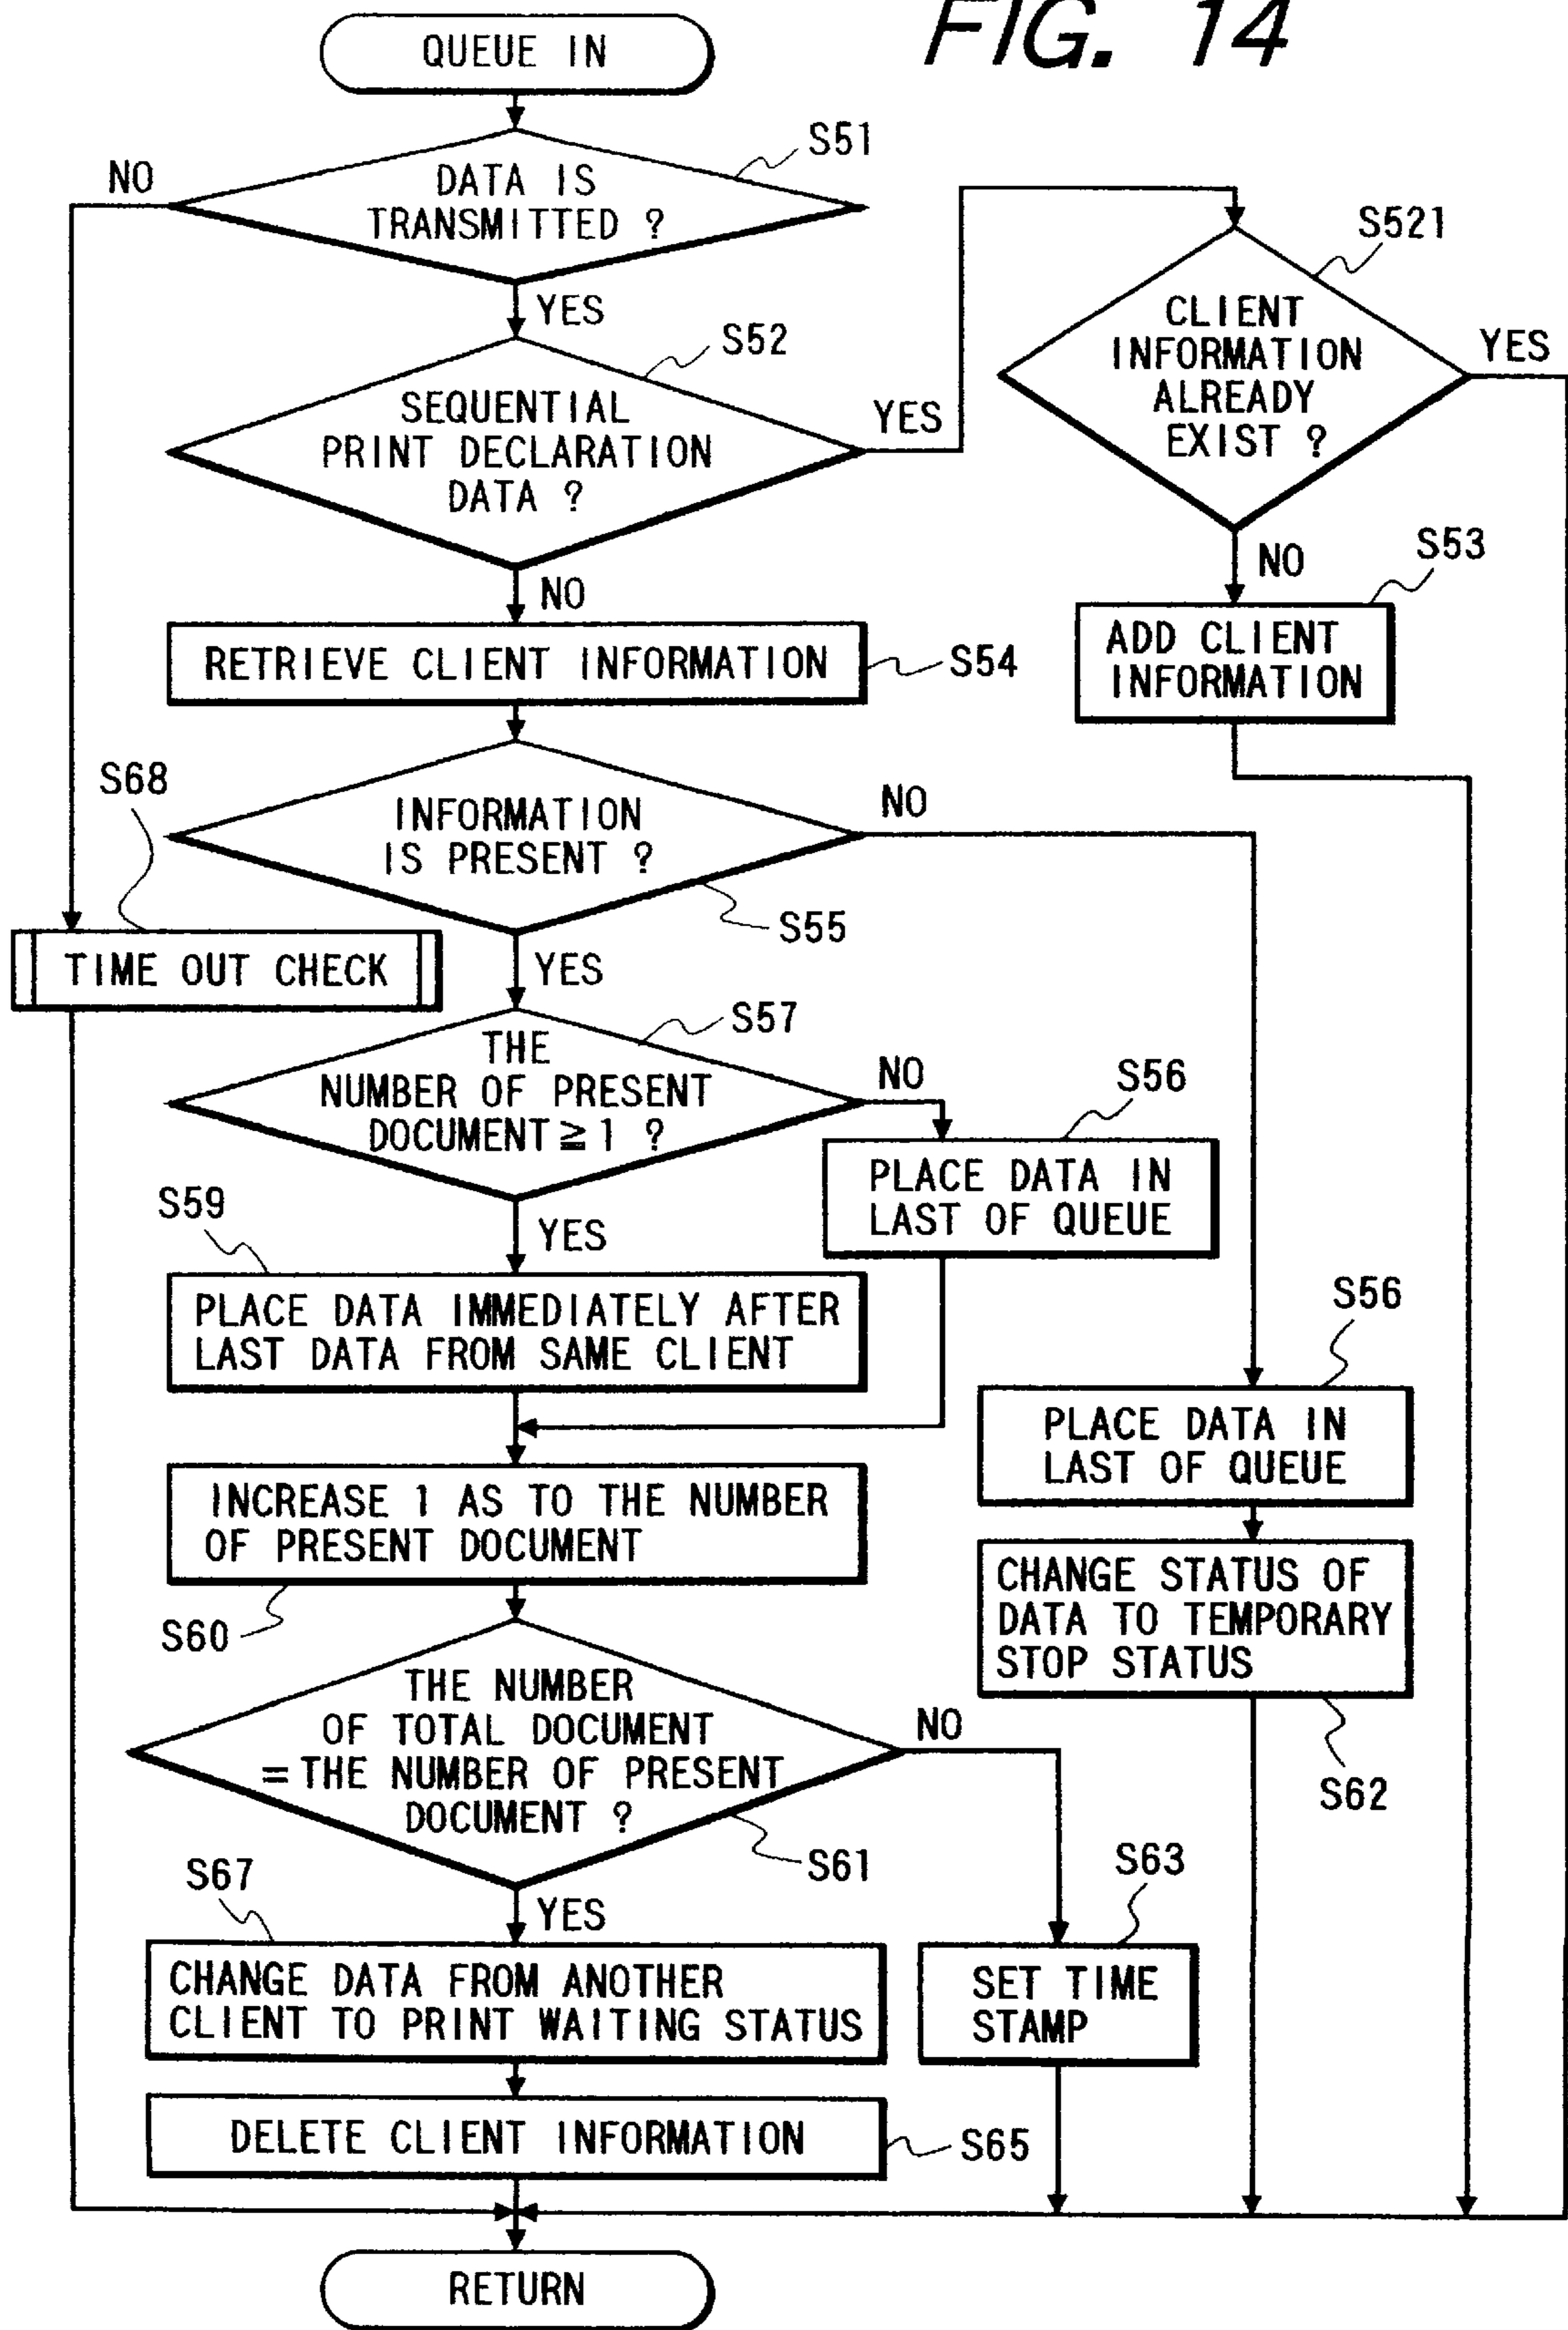 FIG. 14
QUEUE IN
S51
NO
DATA IS
TRANSMITTED ?
YES
S52
SEQUENTIAL
PRINT DECLARATION
DATA ?
YES
S521
CLIENT
INFORMATION
ALREADY
EXIST ?
YES
NO
S53
ADD CLIENT
INFORMATION
NO
RETRIEVE CLIENT INFORMATION
S54
S68
INFORMATION
IS PRESENT ?
NO
S55
TIME OUT CHECK
YES
S57
THE
NUMBER OF PRESENT
DOCUMENT ≧ 1 ?
NO
S56
PLACE DATA IN
LAST OF QUEUE
S59
YES
PLACE DATA IMMEDIATELY AFTER
LAST DATA FROM SAME CLIENT
S56
PLACE DATA IN
LAST OF QUEUE
INCREASE 1 AS TO THE NUMBER
OF PRESENT DOCUMENT
S60
CHANGE STATUS OF
DATA TO TEMPORARY
STOP STATUS
S62
THE NUMBER
OF TOTAL DOCUMENT
= THE NUMBER OF PRESENT
DOCUMENT ?
NO
S61
S67
YES
S63
CHANGE DATA FROM ANOTHER
CLIENT TO PRINT WAITING STATUS
SET TIME
STAMP
DELETE CLIENT INFORMATION
S65
RETURN